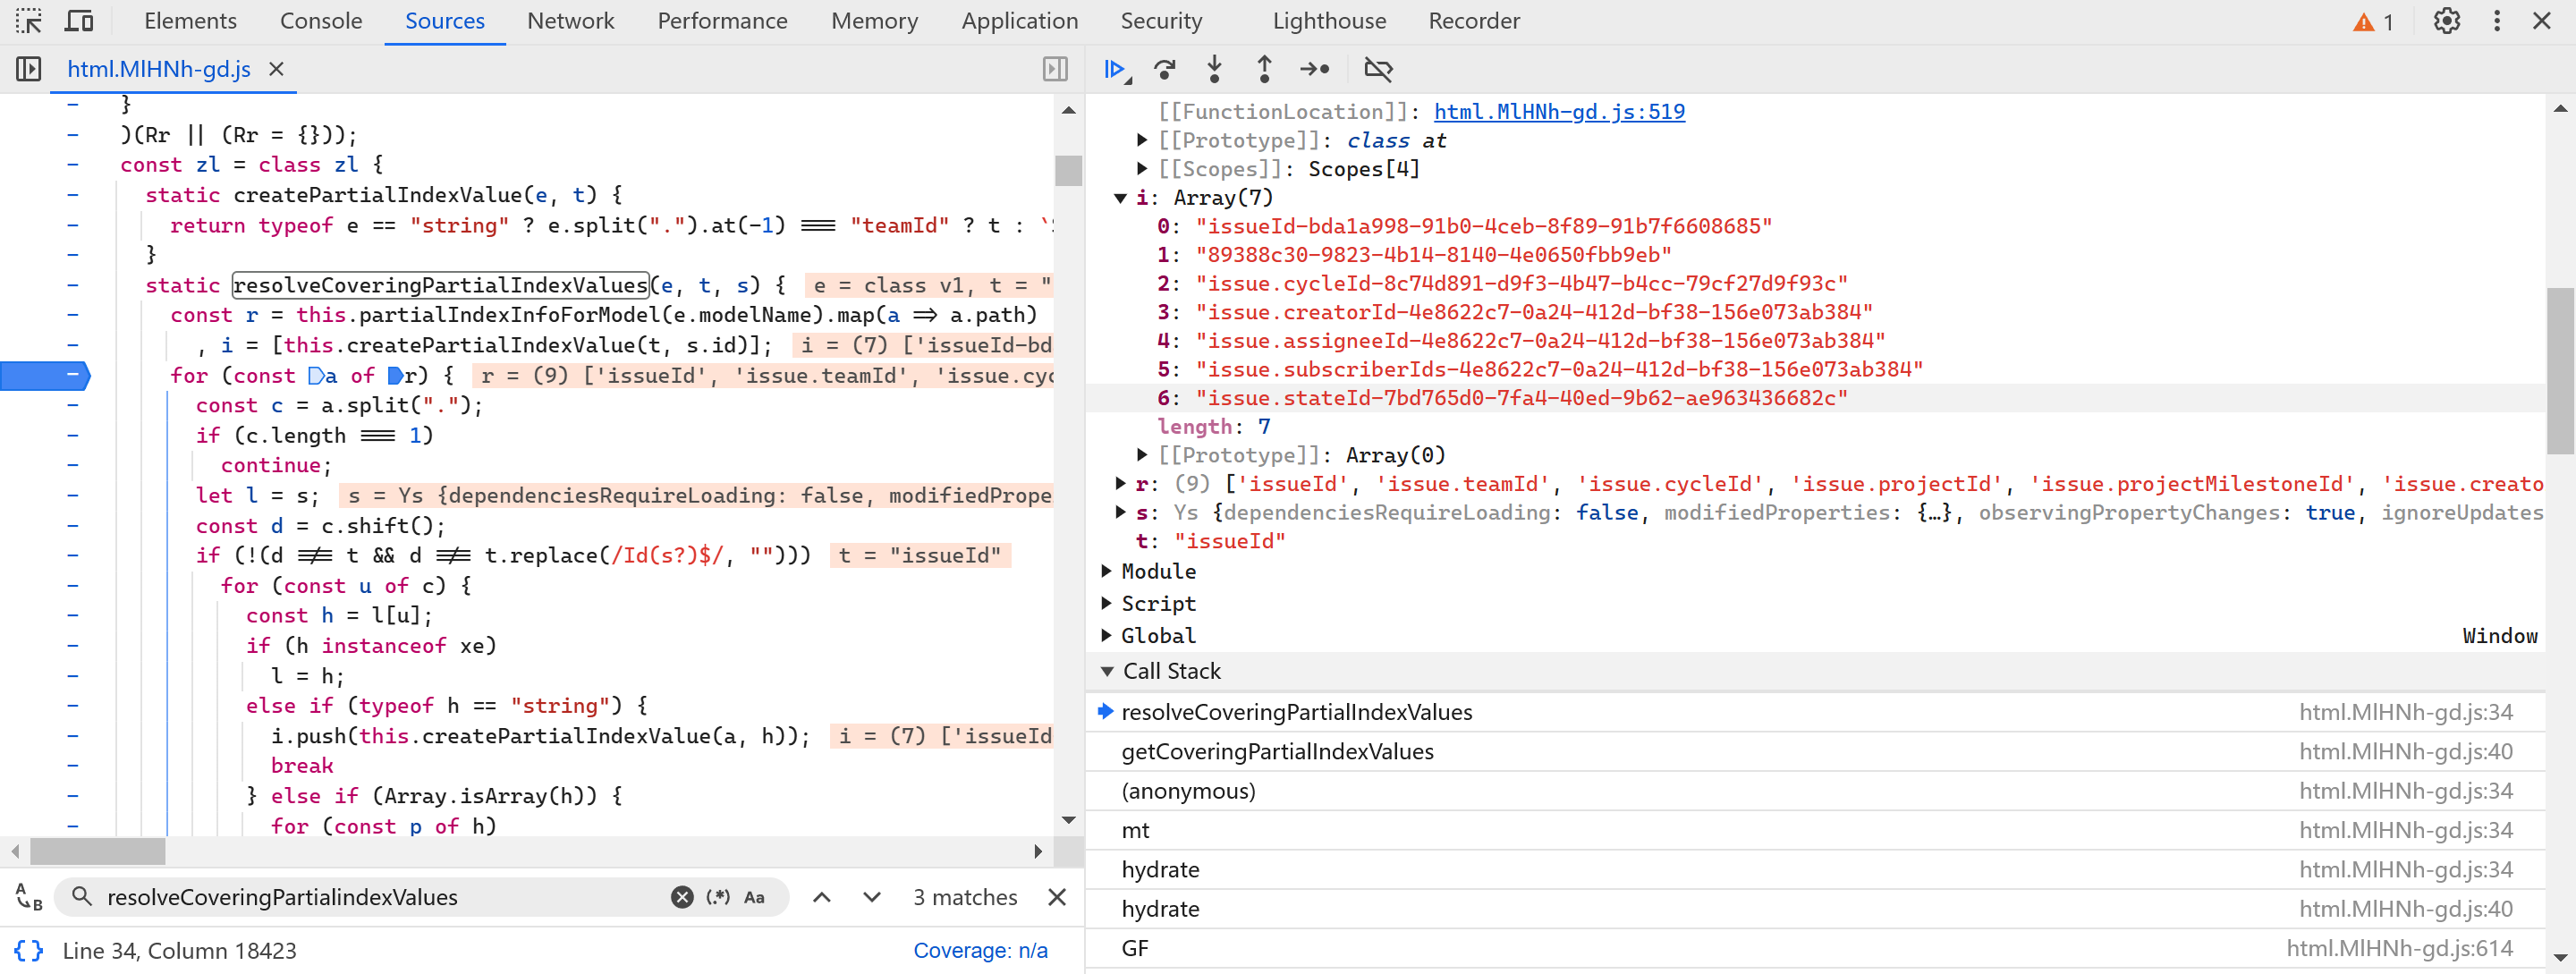 Elements Console Sources Network Performance Memory Application Security Lighthouse Recorder 1
html.MlHNh-gd.js
}
)(Rr || (Rr = {}));
const zl = class zl {
static createPartialIndexValue(e, t) {
return typeof e == "string" ? e.split(".").at(-1) === "teamId" ? t : `
}
static resolveCoveringPartialIndexValues(e, t, s) { e = class v1, t = "
const r = this.partialIndexInfoForModel(e.modelName).map(a => a.path)
, i = [this.createPartialIndexValue(t, s.id)]; i = (7) ['issueId-bd
for (const a of r) { r = (9) ['issueId', 'issue.teamId', 'issue.cyc
const c = a.split(".");
if (c.length === 1)
continue;
let l = s; s = Ys {dependenciesRequireLoading: false, modifiedPrope
const d = c.shift();
if (!(d !== t && d !== t.replace(/Id(s?)$/, ""))) t = "issueId"
for (const u of c) {
const h = l[u];
if (h instanceof xe)
l = h;
else if (typeof h == "string") {
i.push(this.createPartialIndexValue(a, h)); i = (7) ['issueId
break
} else if (Array.isArray(h)) {
for (const p of h)
resolveCoveringPartialindexValues (.*) Aa 3 matches
{} Line 34, Column 18423 Coverage: n/a
[[FunctionLocation]]: html.MlHNh-gd.js:519
[[Prototype]]: class at
[[Scopes]]: Scopes[4]
i: Array(7)
0: "issueId-bda1a998-91b0-4ceb-8f89-91b7f6608685"
1: "89388c30-9823-4b14-8140-4e0650fbb9eb"
2: "issue.cycleId-8c74d891-d9f3-4b47-b4cc-79cf27d9f93c"
3: "issue.creatorId-4e8622c7-0a24-412d-bf38-156e073ab384"
4: "issue.assigneeId-4e8622c7-0a24-412d-bf38-156e073ab384"
5: "issue.subscriberIds-4e8622c7-0a24-412d-bf38-156e073ab384"
6: "issue.stateId-7bd765d0-7fa4-40ed-9b62-ae963436682c"
length: 7
[[Prototype]]: Array(0)
r: (9) ['issueId', 'issue.teamId', 'issue.cycleId', 'issue.projectId', 'issue.projectMilestoneId', 'issue.creato
s: Ys {dependenciesRequireLoading: false, modifiedProperties: {…}, observingPropertyChanges: true, ignoreUpdates
t: "issueId"
Module
Script
Global Window
Call Stack
resolveCoveringPartialIndexValues html.MlHNh-gd.js:34
getCoveringPartialIndexValues html.MlHNh-gd.js:40
(anonymous) html.MlHNh-gd.js:34
mt html.MlHNh-gd.js:34
hydrate html.MlHNh-gd.js:34
hydrate html.MlHNh-gd.js:40
GF html.MlHNh-gd.js:614